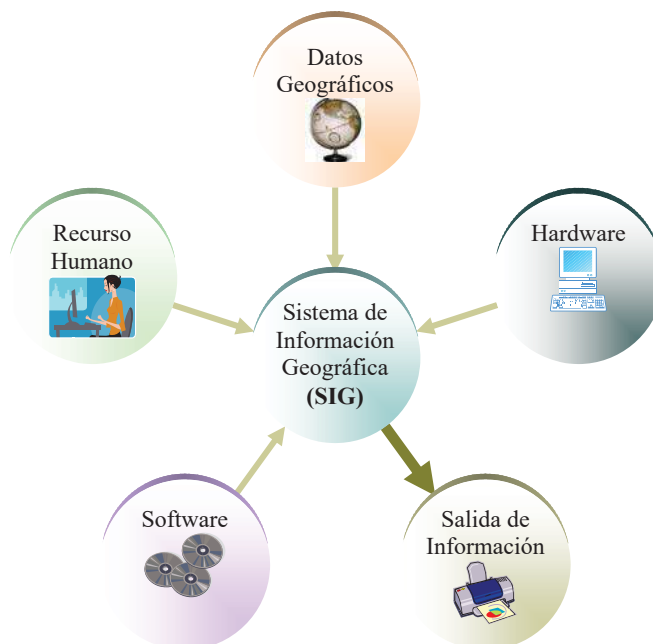 Datos
Geográficos
Recurso
Humano
Hardware
Sistema de
Información
Geográfica
(SIG)
Software
Salida de
Información